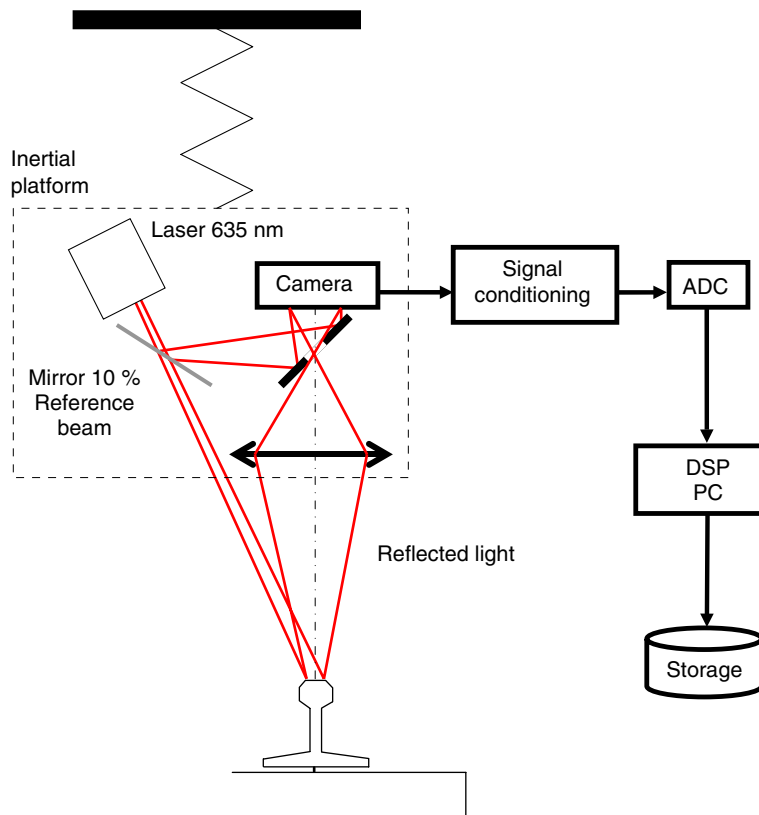 Inertial
platform
Laser 635 nm
Camera
Signal
conditioning
ADC
Mirror 10 %
Reference
beam
DSP
PC
Reflected light
Storage